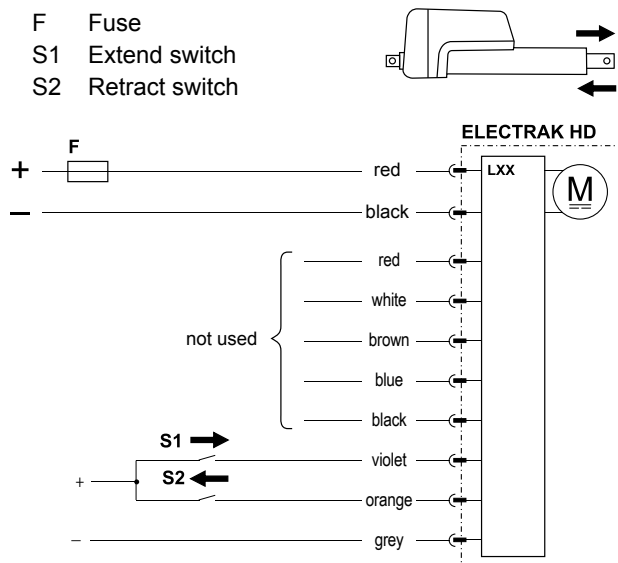 F Fuse
S1 Extend switch
S2 Retract switch
ELECTRAK HD
F
+ red LXX
M
− black
red
white
not used brown
blue
black
S1 violet
+ S2
orange
− grey